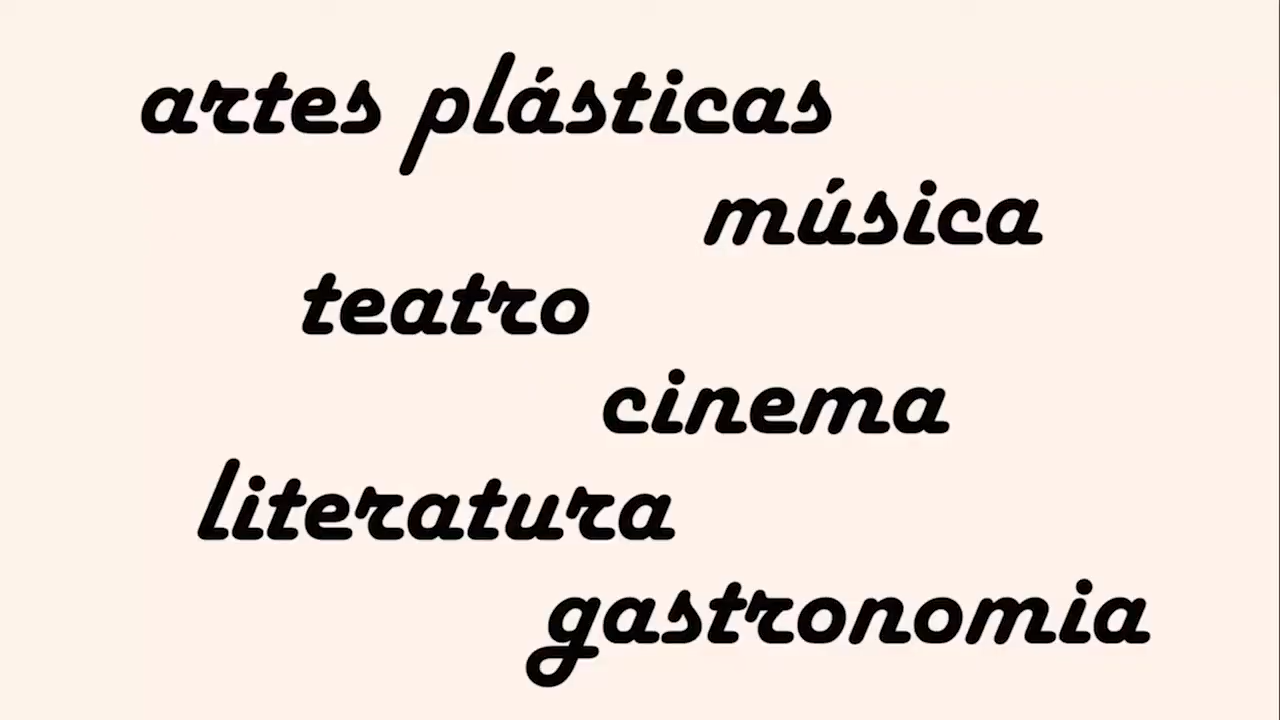 artes plásticas
música
teatro
cinema
literatura
gastronomia